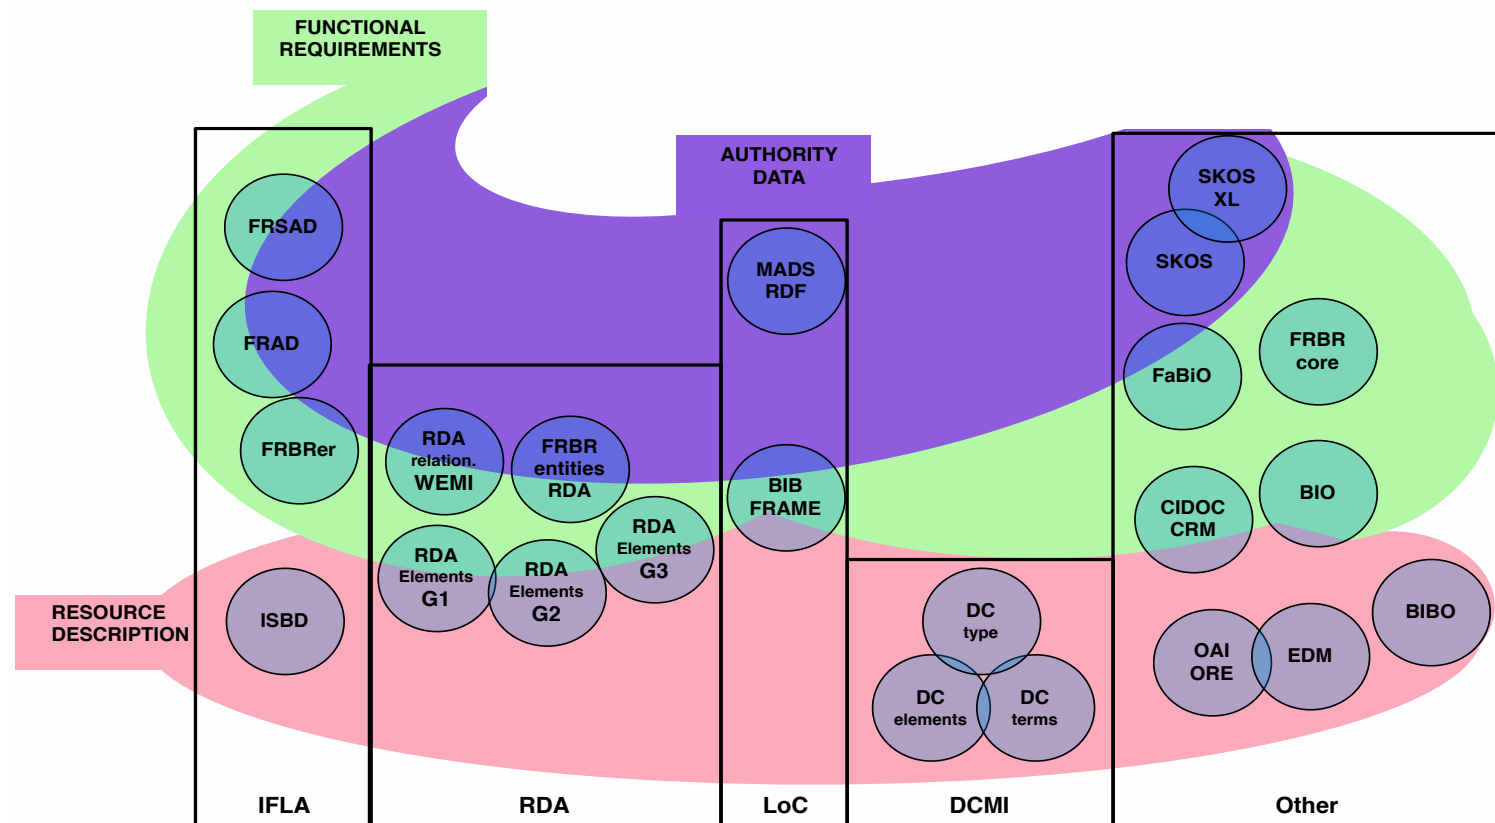 FUNCTIONAL
REQUIREMENTS
AUTHORITY
DATA
RESOURCE
DESCRIPTION
FRSAD
FRAD
FRBRer
ISBD
IFLA
RDA
relation.
WEMI
FRBR
entities
RDA
RDA
Elements
G1
RDA
Elements
G2
RDA
Elements
G3
RDA
MADS
RDF
BIB
FRAME
LoC
DC
type
DC
elements
DC
terms
DCMI
SKOS
XL
SKOS
FaBiO
FRBR
core
CIDOC
CRM
BIO
OAI
ORE
EDM
BIBO
Other